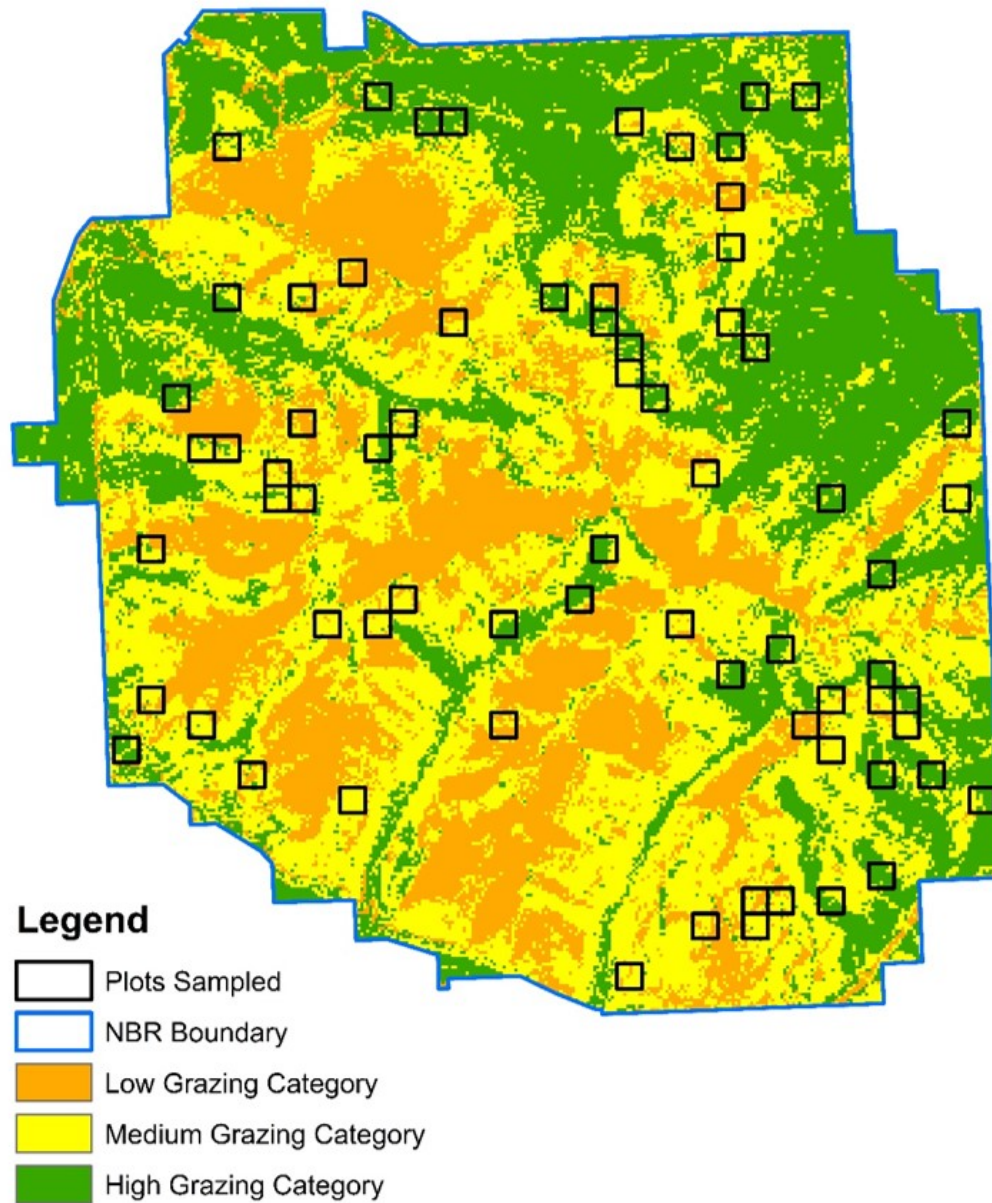 Legend
Plots Sampled
NBR Boundary
Low Grazing Category
Medium Grazing Category
High Grazing Category